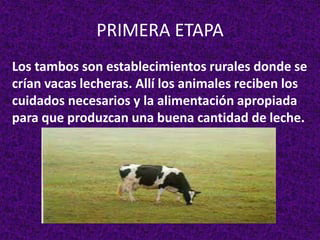 PRIMERA ETAPA
Los tambos son establecimientos rurales donde se
crían vacas lecheras. Allí los animales reciben los
cuidados necesarios y la alimentación apropiada
para que produzcan una buena cantidad de leche.